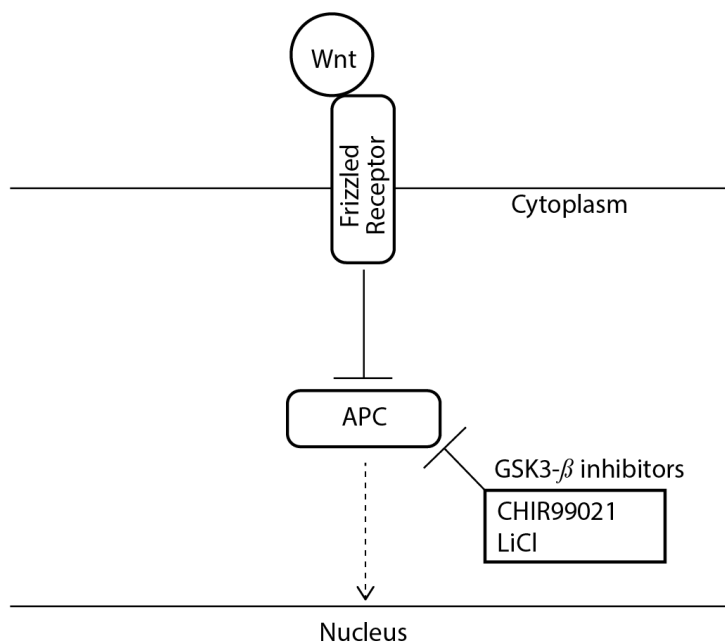 Wnt
Frizzled
Receptor
Cytoplasm
APC
GSK3-β inhibitors
CHIR99021
LiCl
Nucleus